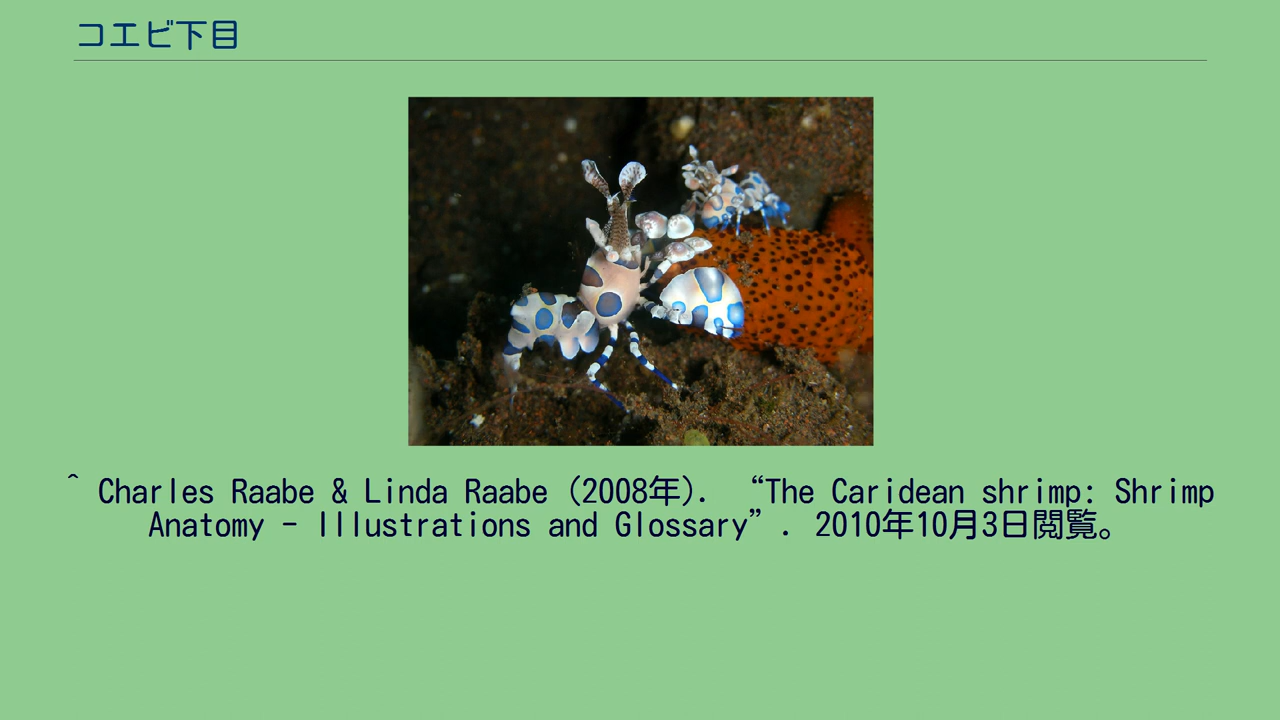 コエビ下目
^ Charles Raabe & Linda Raabe (2008年). “The Caridean shrimp: Shrimp
Anatomy - Illustrations and Glossary”. 2010年10月3日閲覧。